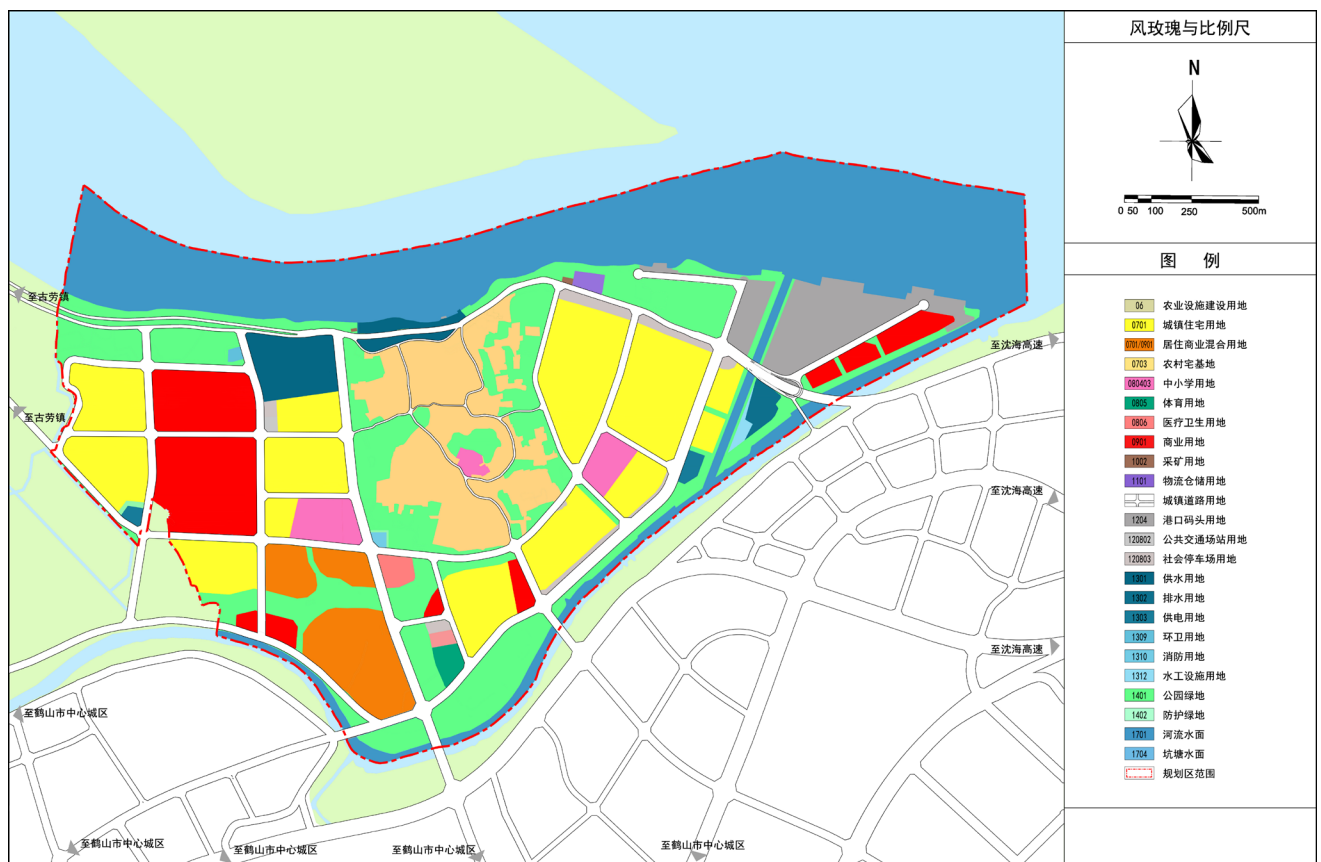 风玫瑰与比例尺
N
0 50 100 250 500m
图 例
06 农业设施建设用地
0701 城镇住宅用地
0701/0901 居住商业混合用地
0703 农村宅基地
080403 中小学用地
0805 体育用地
0806 医疗卫生用地
0901 商业用地
1002 采矿用地
1101 物流仓储用地
城镇道路用地
1204 港口码头用地
120802 公共交通场站用地
120803 社会停车场用地
1301 供水用地
1302 排水用地
1303 供电用地
1309 环卫用地
1310 消防用地
1312 水工设施用地
1401 公园绿地
1402 防护绿地
1701 河流水面
1704 坑塘水面
规划区范围
至古劳镇
至古劳镇
至沈海高速
至沈海高速
至沈海高速
至鹤山市中心城区
至鹤山市中心城区
至鹤山市中心城区
至鹤山市中心城区
至鹤山市中心城区